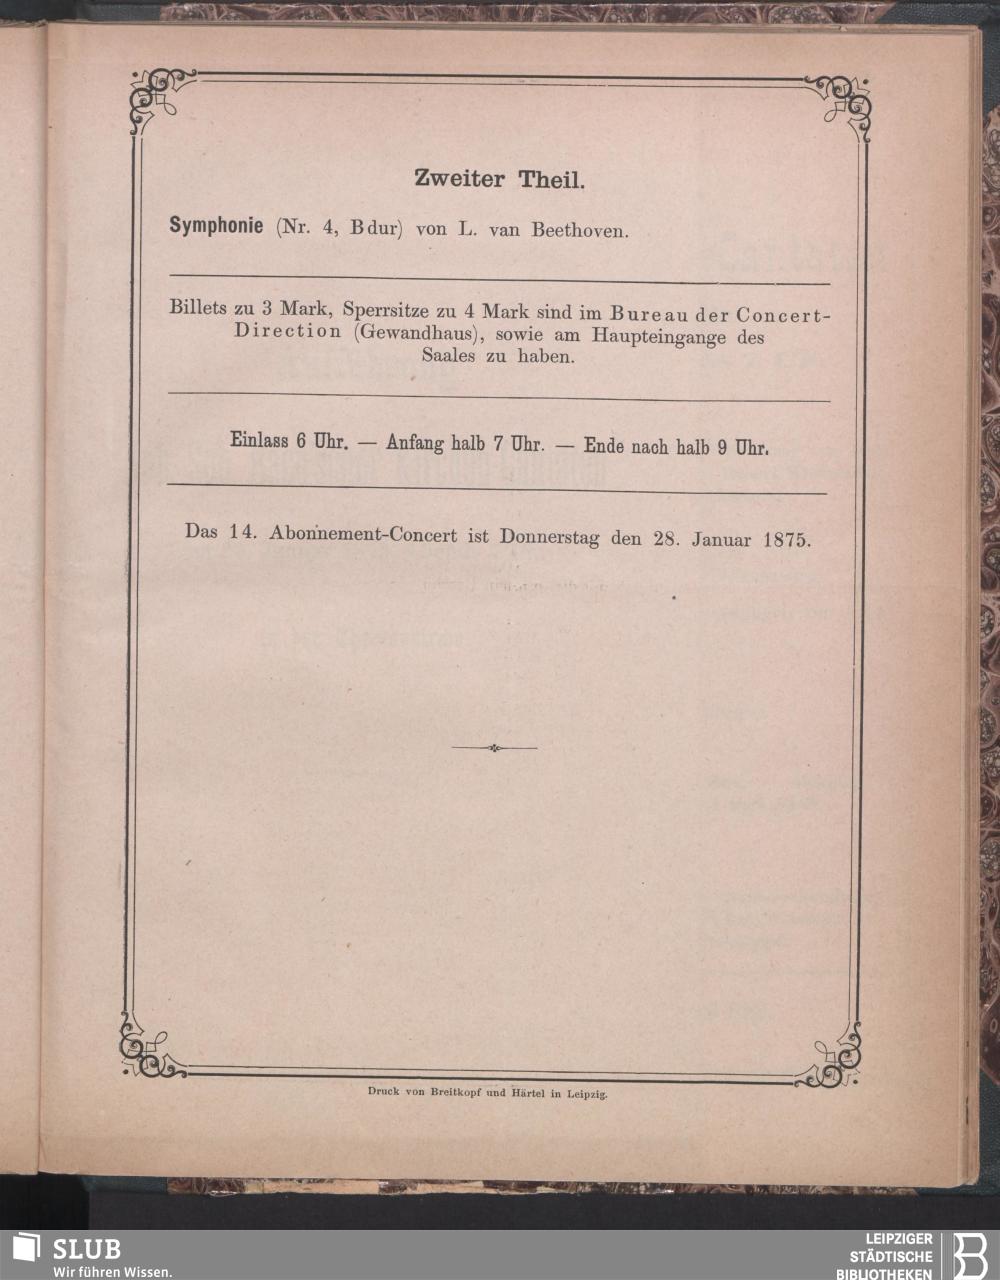 Zweiter Theil.
Symphonie (Nr. 4, B dur) von L. van Beethoven.
Billets zu 3 Mark, Sperrsitze zu 4 Mark sind im Bureau der Concert-
Direction (Gewandhaus), sowie am Haupteingange des
Saales zu haben.
Einlass 6 Uhr. — Anfang halb 7 Uhr. — Ende nach halb 9 Uhr.
Das 14. Abonnement-Concert ist Donnerstag den 28. Januar 1875.
Druck von Breitkopf und Härtel in Leipzig.
SLUB
Wir führen Wissen.
LEIPZIGER
STÄDTISCHE
BIBLIOTHEKEN